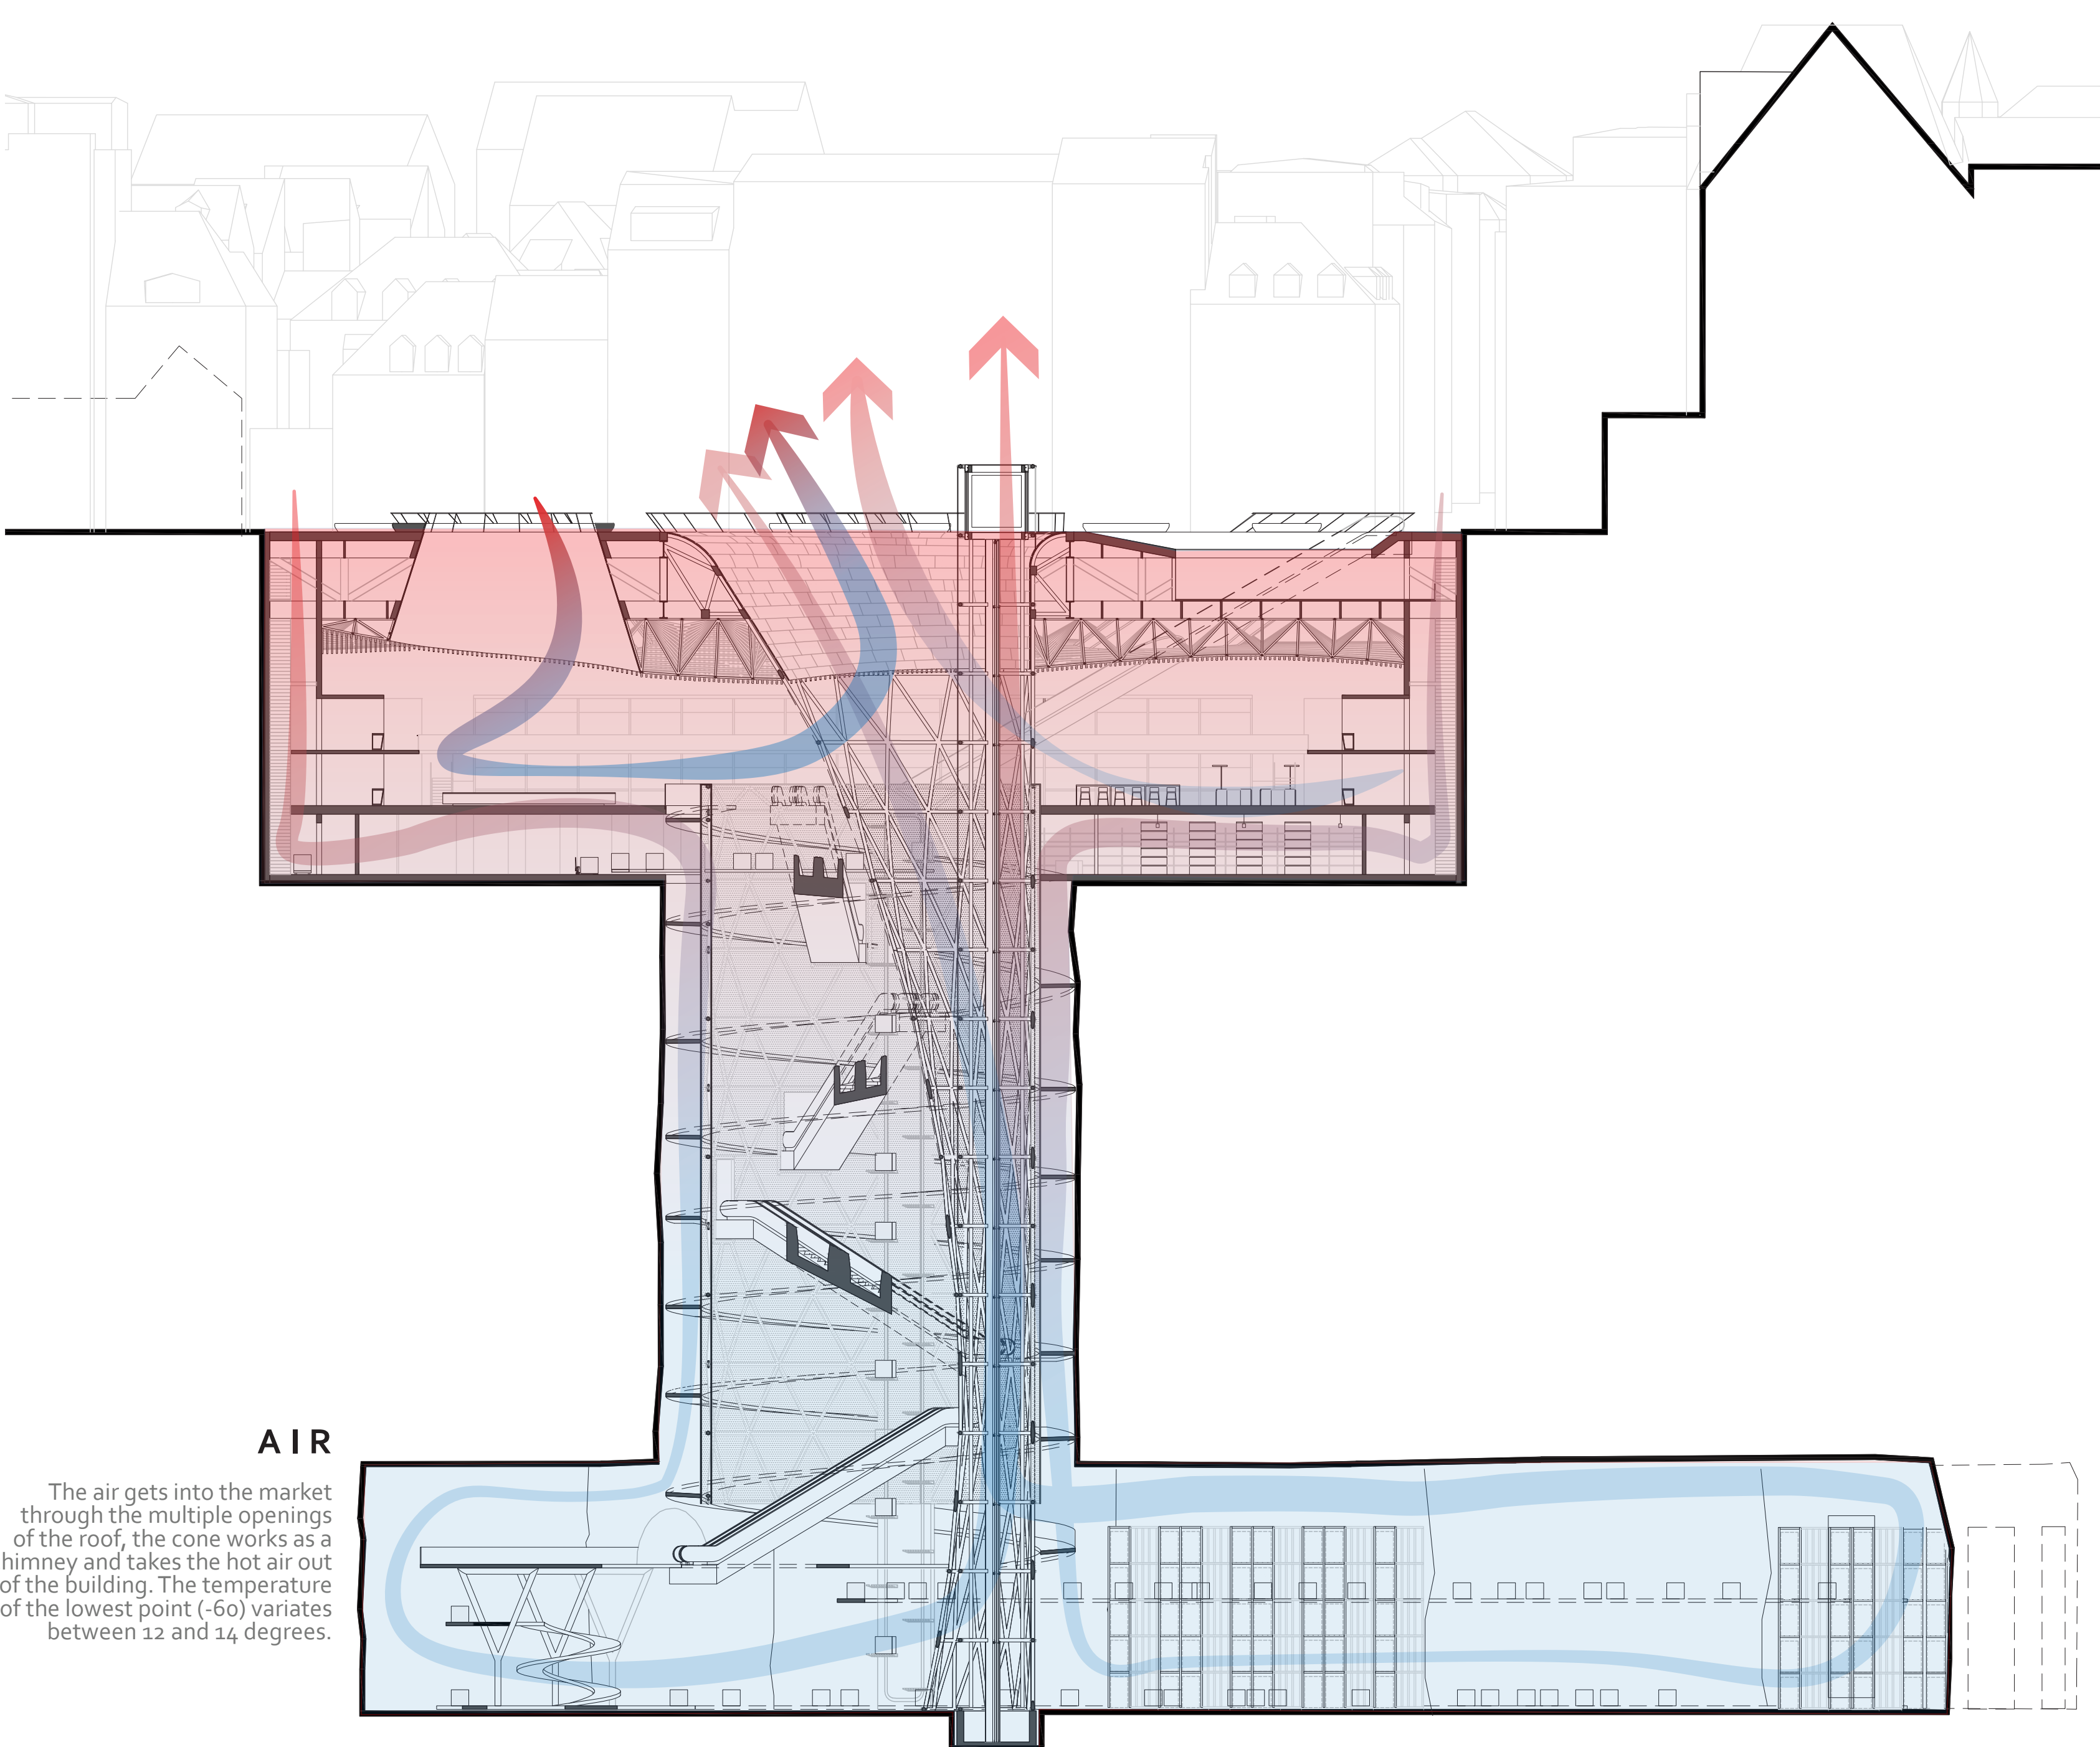 AIR
The air gets into the market
through the multiple openings
of the roof, the cone works as a
himney and takes the hot air out
of the building. The temperature
of the lowest point (-60) variates
between 12 and 14 degrees.